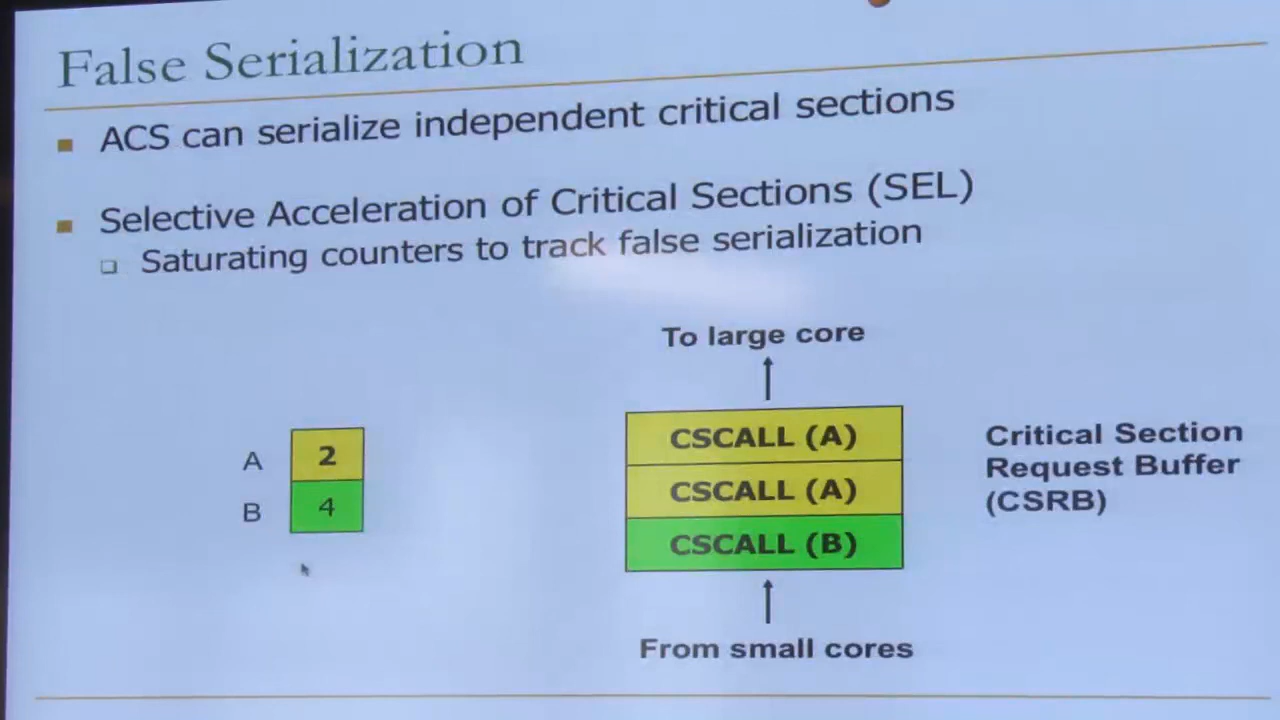 False Serialization
ACS can serialize independent critical sections
Selective Acceleration of Critical Sections (SEL)
Saturating counters to track false serialization
To large core
A 2
B 4
CSCALL (A)
CSCALL (A)
CSCALL (B)
Critical Section
Request Buffer
(CSRB)
From small cores